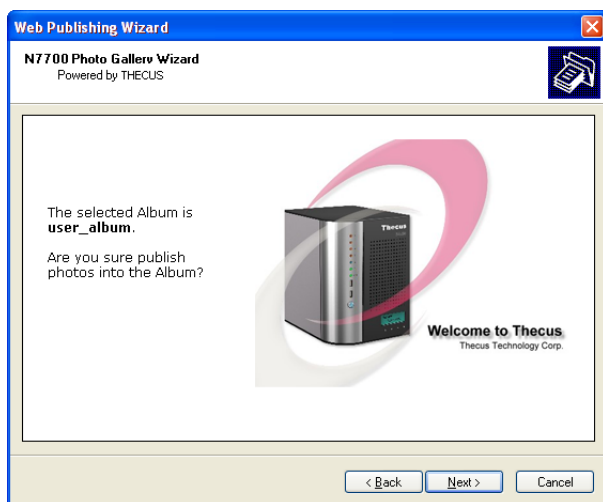 Web Publishing Wizard
N7700 Photo Gallery Wizard
Powered by THECUS
The selected Album is
user_album.
Are you sure publish
photos into the Album?
Thecus
Welcome to Thecus
Thecus Technology Corp.
< Back
Next >
Cancel